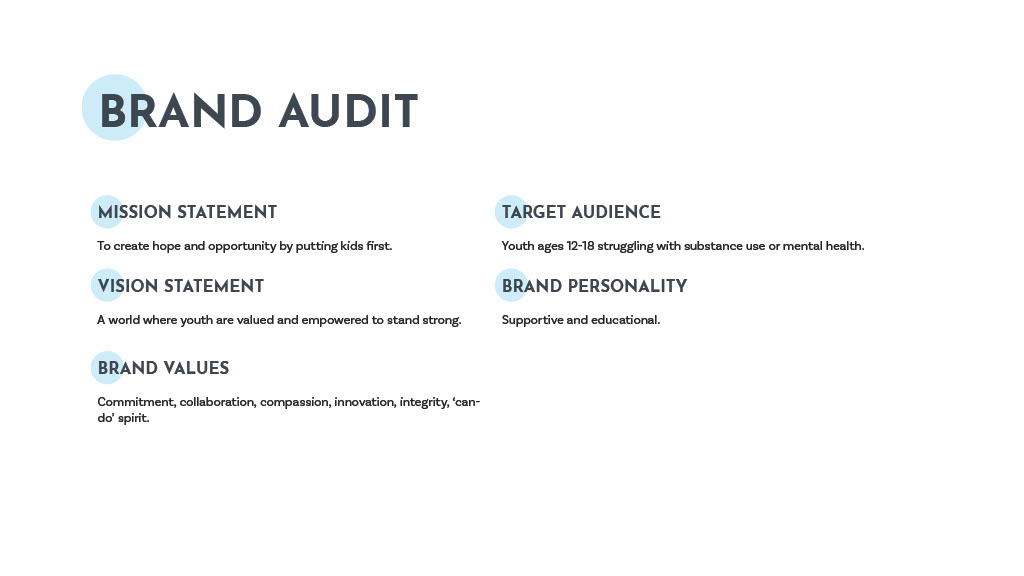 BRAND AUDIT
MISSION STATEMENT
To create hope and opportunity by putting kids first.
VISION STATEMENT
A world where youth are valued and empowered to stand strong.
BRAND VALUES
Commitment, collaboration, compassion, innovation, integrity, ‘can-
do’ spirit.
TARGET AUDIENCE
Youth ages 12-18 struggling with substance use or mental health.
BRAND PERSONALITY
Supportive and educational.